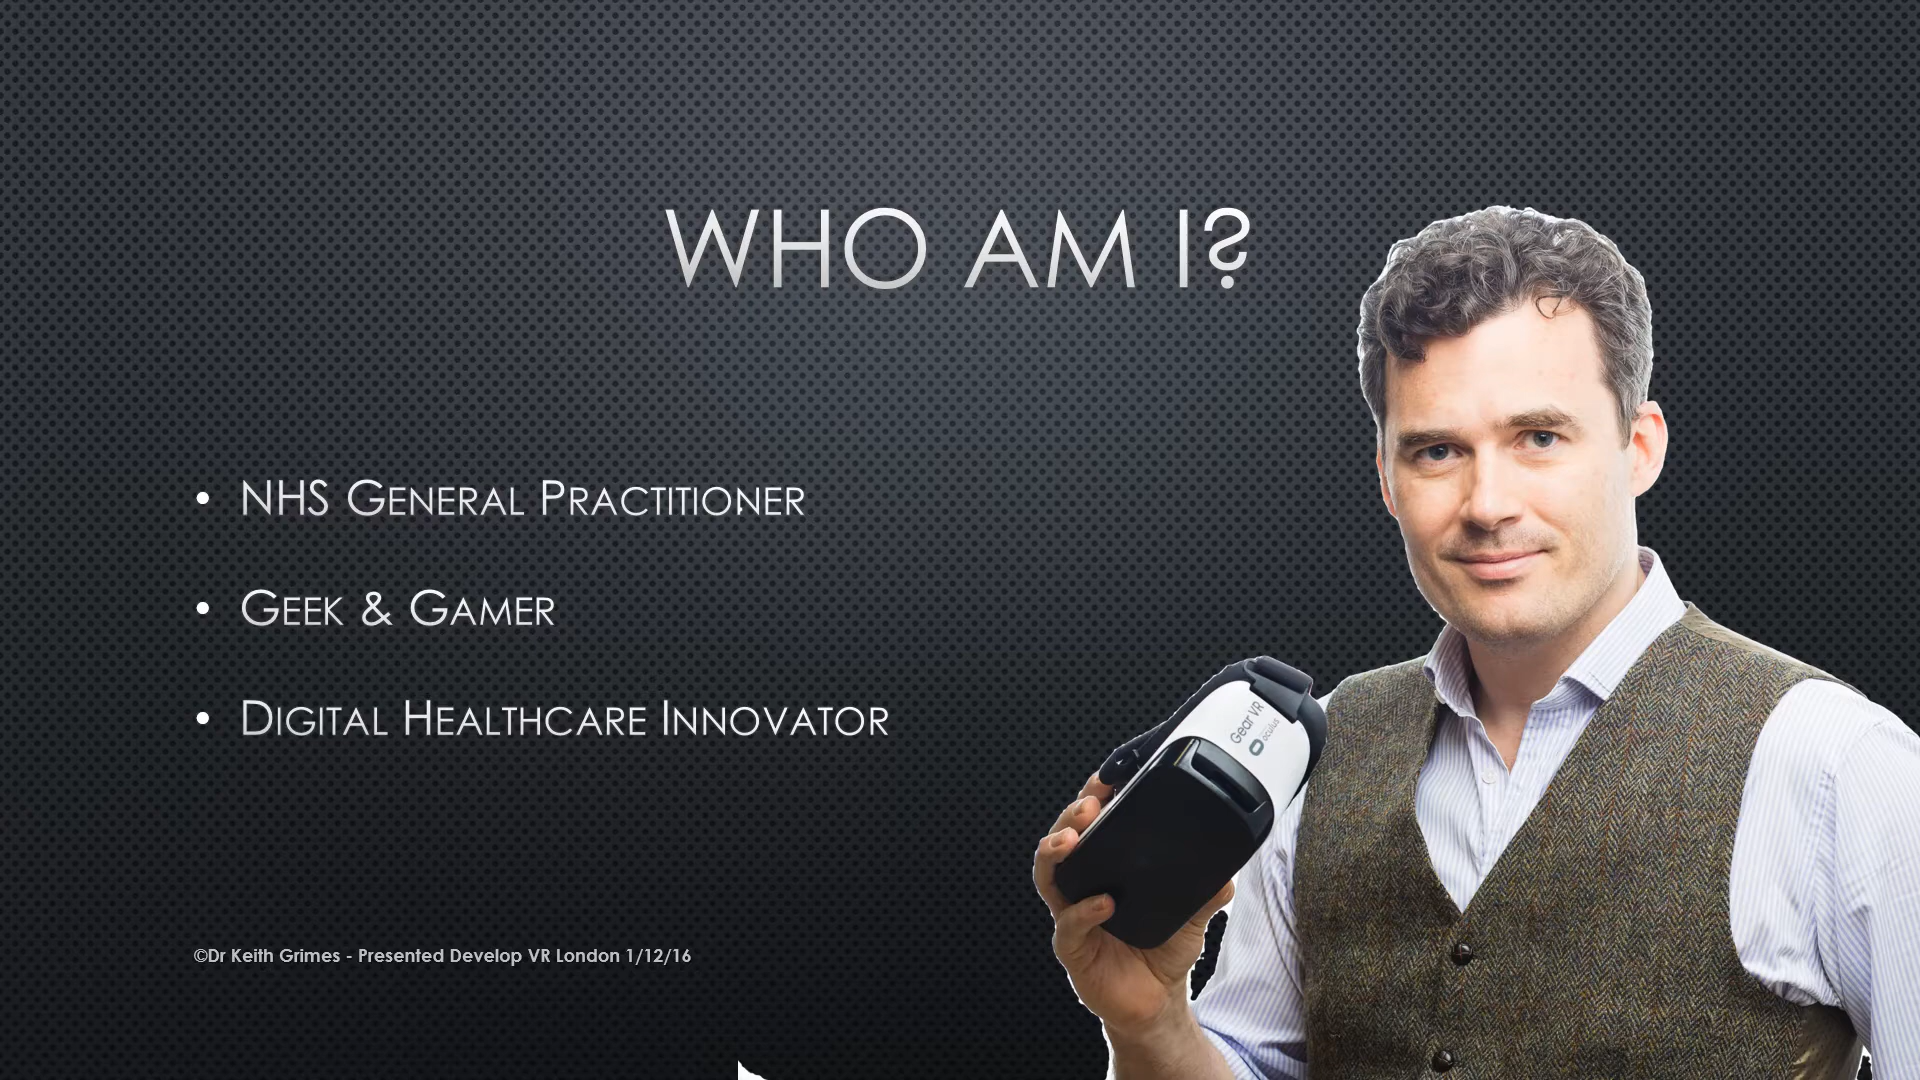 WHO AM I?
• NHS GENERAL PRACTITIONER
• GEEK & GAMER
• DIGITAL HEALTHCARE INNOVATOR
Gear VR
oculus
©Dr Keith Grimes - Presented Develop VR London 1/12/16